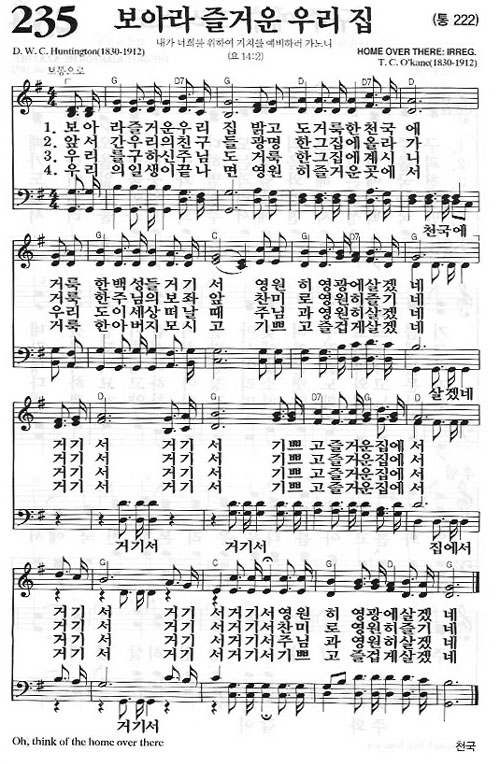 235 보아라 즐거운 우리 집 (통 222)
내가 너희를 위하여 거처를 예비하러 가노니
(요 14:2)
D. W. C. Huntington(1830-1912)
HOME OVER THERE: IRREG.
T. C. O'kane(1830-1912)
보통으로
1. 보아 라즐거운우리 집 밝고 도거룩한천국 에
2. 앞서 간우리의친구 들 광명 한그집에올라 가
3. 우리 를구하신주님 도 거룩 한그집에계시 니
4. 우리 의일생이끝나 면 영원 히즐거운곳에 서
천국에
거룩 한백성들거기 서 영원 히영광에살겠 네
거룩 한주님의보좌 앞 찬미 로영원히즐기 네
우리 도이세상떠날 때 주님 과영원히살겠 네
거룩 한아버지모시 고 기쁘 고즐겁게살겠 네
살겠네
거기 서 거기 서 기쁘 고즐거운집에 서
거기 서 거기 서 기쁘 고즐거운집에 서
거기 서 거기 서 기쁘 고즐거운집에 서
거기 서 거기 서 기쁘 고즐거운집에 서
거기서 거기서 집에서
거기 서 거기 서거기서영원 히 영광에살겠 네
거기 서 거기 서거기서찬미 로 영원히즐기 네
거기 서 거기 서거기서주님 과 영원히살겠 네
거기 서 거기 서거기서기쁘 고 즐겁게살겠 네
거기서
Oh, think of the home over there
천국